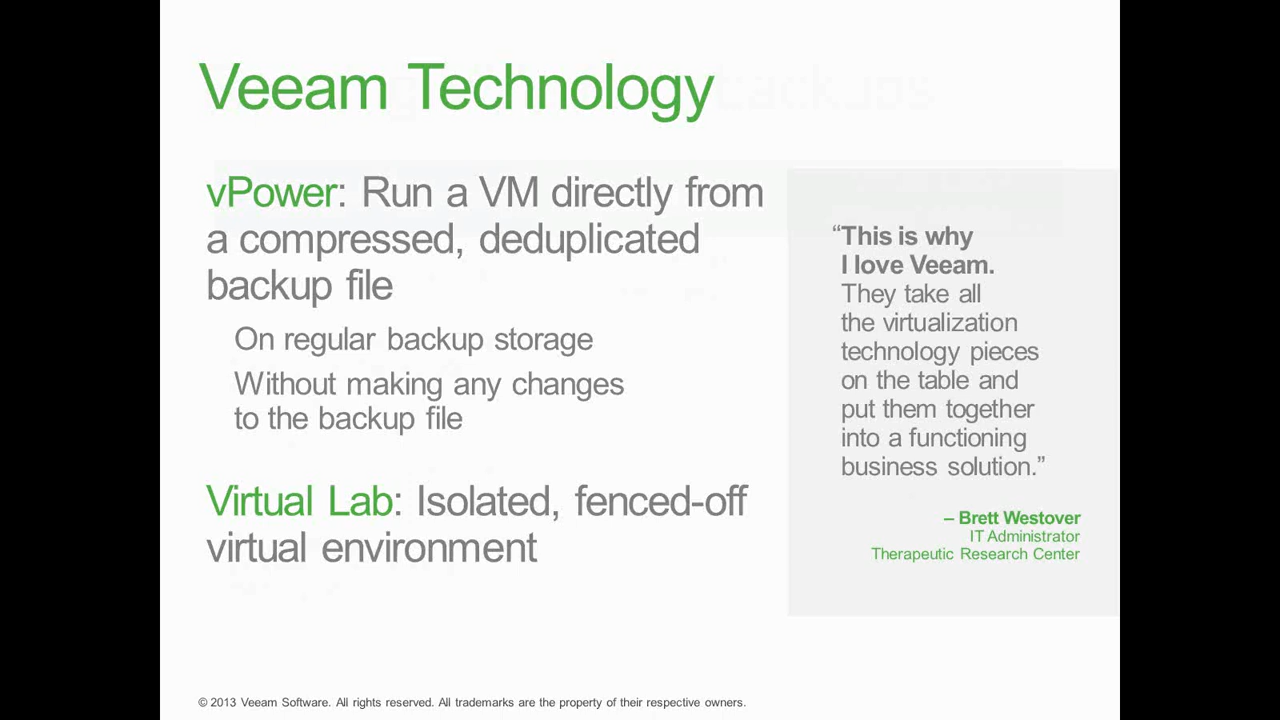 Veeam Technology
vPower: Run a VM directly from
a compressed, deduplicated
backup file
On regular backup storage
Without making any changes
to the backup file
Virtual Lab: Isolated, fenced-off
virtual environment
“This is why
I love Veeam.
They take all
the virtualization
technology pieces
on the table and
put them together
into a functioning
business solution.”
– Brett Westover
IT Administrator
Therapeutic Research Center
© 2013 Veeam Software. All rights reserved. All trademarks are the property of their respective owners.